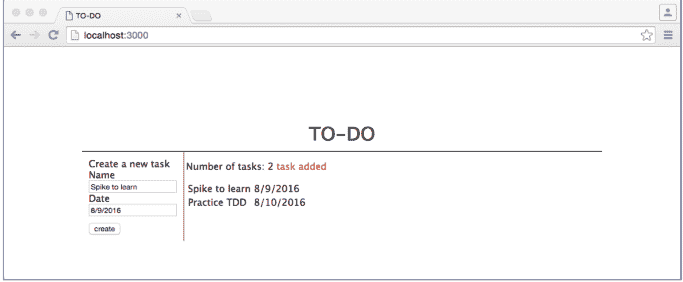 TO-DO
localhost:3000
TO-DO
Create a new task
Name
Spike to learn
Date
8/9/2016
create
Number of tasks: 2 task added
Spike to learn 8/9/2016
Practice TDD 8/10/2016